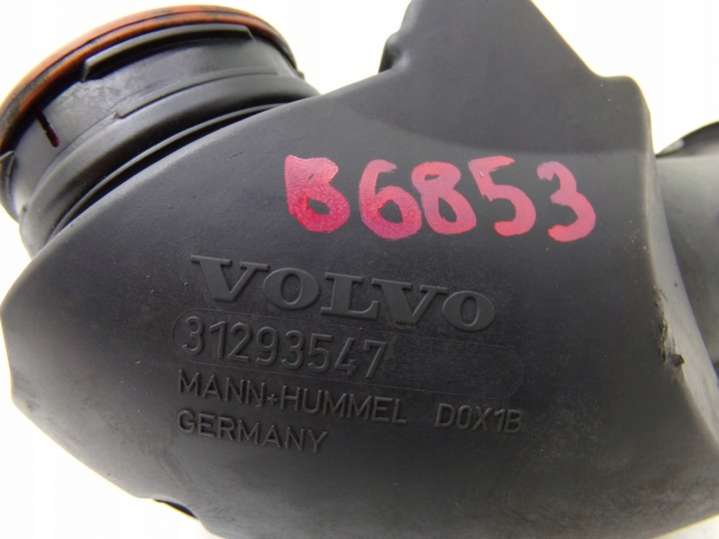 B6853
VOLVO
31293547
MANN+HUMMEL D0X1B
GERMANY